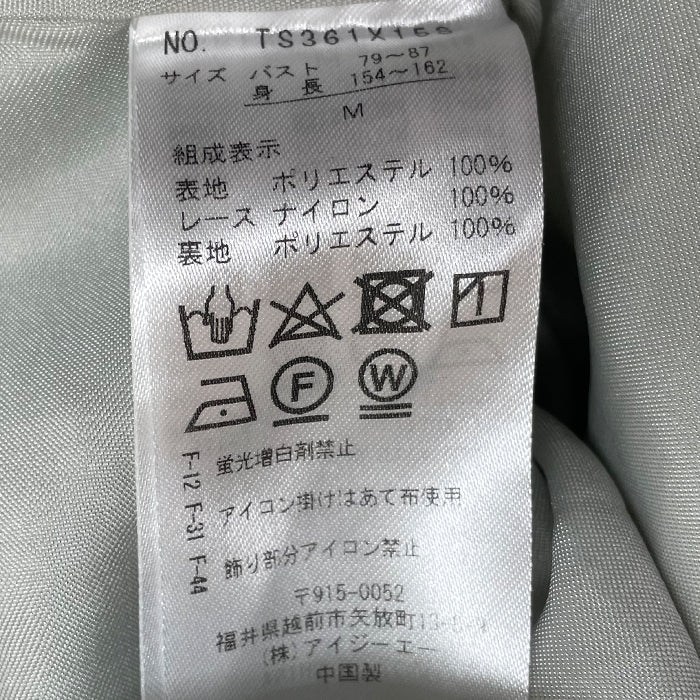 NO. TS361X
サイズ バスト 79～87
身長 154～162
M
組成表示
表地 ポリエステル 100%
レース ナイロン 100%
裏地 ポリエステル 100%
F
W
F-12 F-31 F-44
蛍光増白剤禁止
アイロン掛けはあて布使用
飾り部分アイロン禁止
〒915-0052
福井県越前市矢放町
(株)アイジーエー
中国製